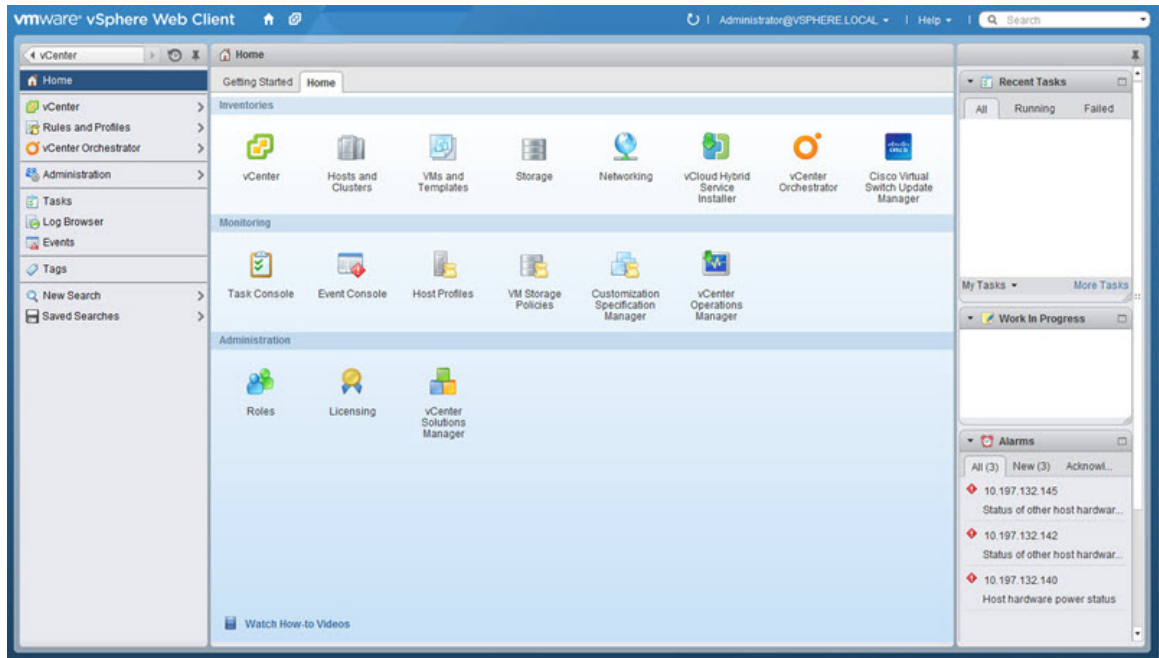 vmware® vSphere Web Client
Administrator@VSPHERE.LOCAL
Help
Search
vCenter
Home
vCenter
Rules and Profiles
vCenter Orchestrator
Administration
Tasks
Log Browser
Events
Tags
New Search
Saved Searches
Home
Getting Started
Home
Inventories
vCenter
Hosts and
Clusters
VMs and
Templates
Storage
Networking
vCloud Hybrid
Service
Installer
vCenter
Orchestrator
Cisco Virtual
Switch Update
Manager
Monitoring
Task Console
Event Console
Host Profiles
VM Storage
Policies
Customization
Specification
Manager
vCenter
Operations
Manager
Administration
Roles
Licensing
vCenter
Solutions
Manager
Watch How-to Videos
Recent Tasks
All
Running
Failed
My Tasks
More Tasks
Work In Progress
Alarms
All (3)
New (3)
Acknowl...
10.197.132.145
Status of other host hardwar...
10.197.132.142
Status of other host hardwar...
10.197.132.140
Host hardware power status